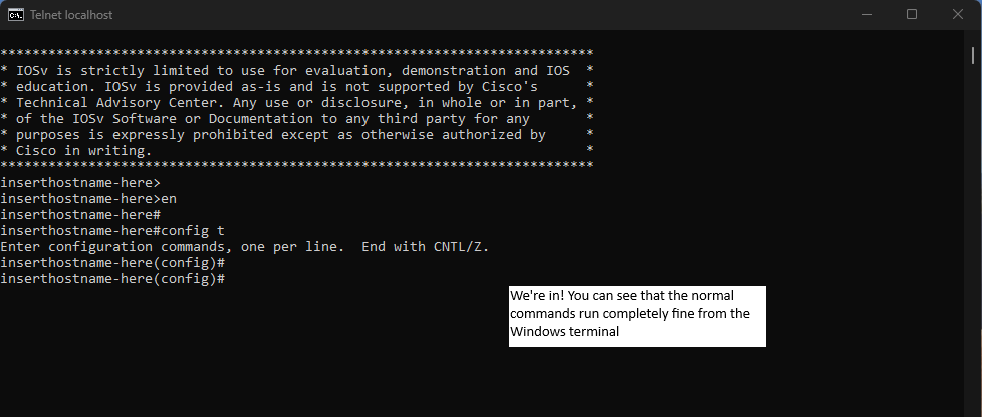 Telnet localhost
**************************************************************************
* IOSv is strictly limited to use for evaluation, demonstration and IOS  *
* education. IOSv is provided as-is and is not supported by Cisco's      *
* Technical Advisory Center. Any use or disclosure, in whole or in part, *
* of the IOSv Software or Documentation to any third party for any       *
* purposes is expressly prohibited except as otherwise authorized by     *
* Cisco in writing.                                                      *
**************************************************************************
inserthostname-here>
inserthostname-here>en
inserthostname-here#
inserthostname-here#config t
Enter configuration commands, one per line.  End with CNTL/Z.
inserthostname-here(config)#
inserthostname-here(config)#
We're in! You can see that the normal
commands run completely fine from the
Windows terminal